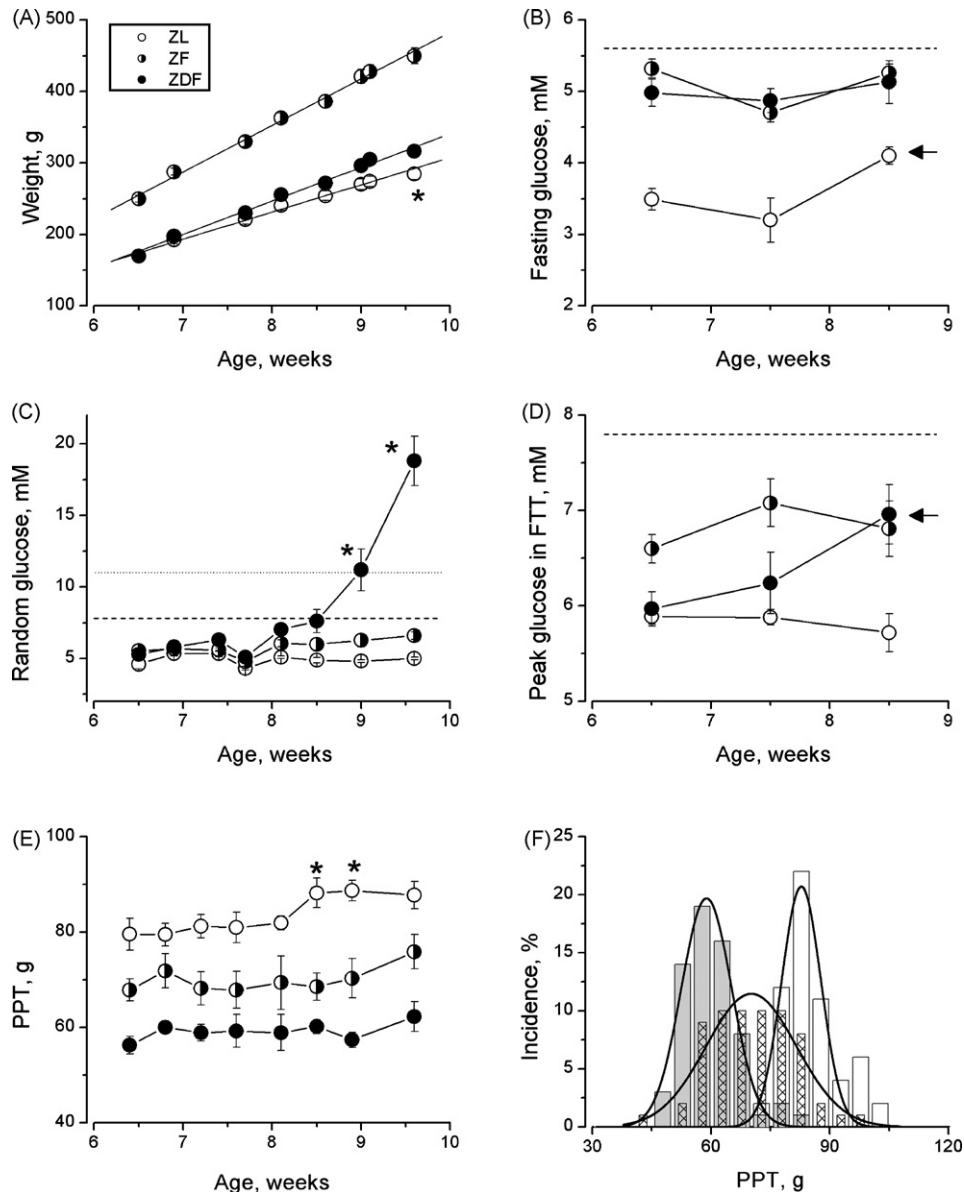 (A)
500
400
300
200
100
Weight, g
ZL
ZF
ZDF
*
6 7 8 9 10
Age, weeks
(B)
6
5
4
3
2
Fasting glucose, mM
6 7 8 9
Age, weeks
(C)
20
15
10
5
Random glucose, mM
*
*
6 7 8 9 10
Age, weeks
(D)
8
7
6
5
Peak glucose in FTT, mM
6 7 8 9
Age, weeks
(E)
100
80
60
40
PPT, g
* *
6 7 8 9 10
Age, weeks
(F)
25
20
15
10
5
0
Incidence, %
30 60 90 120
PPT, g